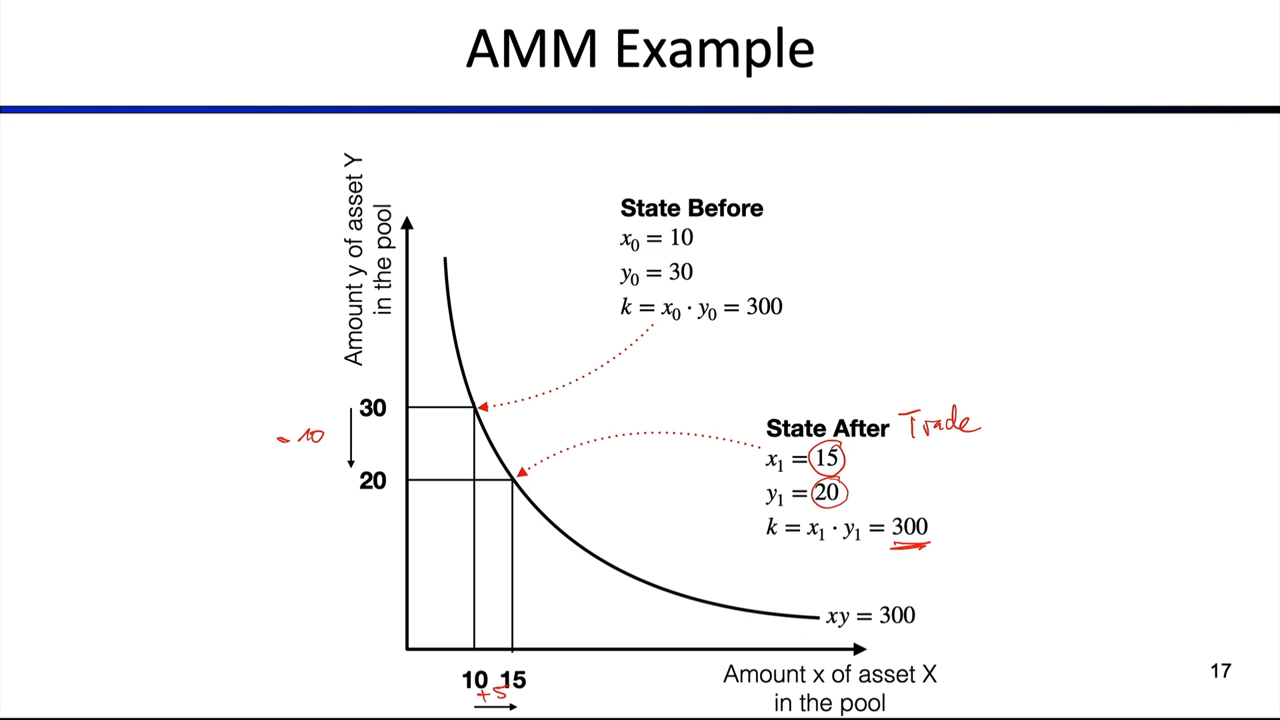 AMM Example
Amount y of asset Y
in the pool
State Before
x₀ = 10
y₀ = 30
k = x₀ · y₀ = 300
30
- 10
20
State After Trade
x₁ = 15
y₁ = 20
k = x₁ · y₁ = 300
xy = 300
10 15
+5
Amount x of asset X
in the pool
17